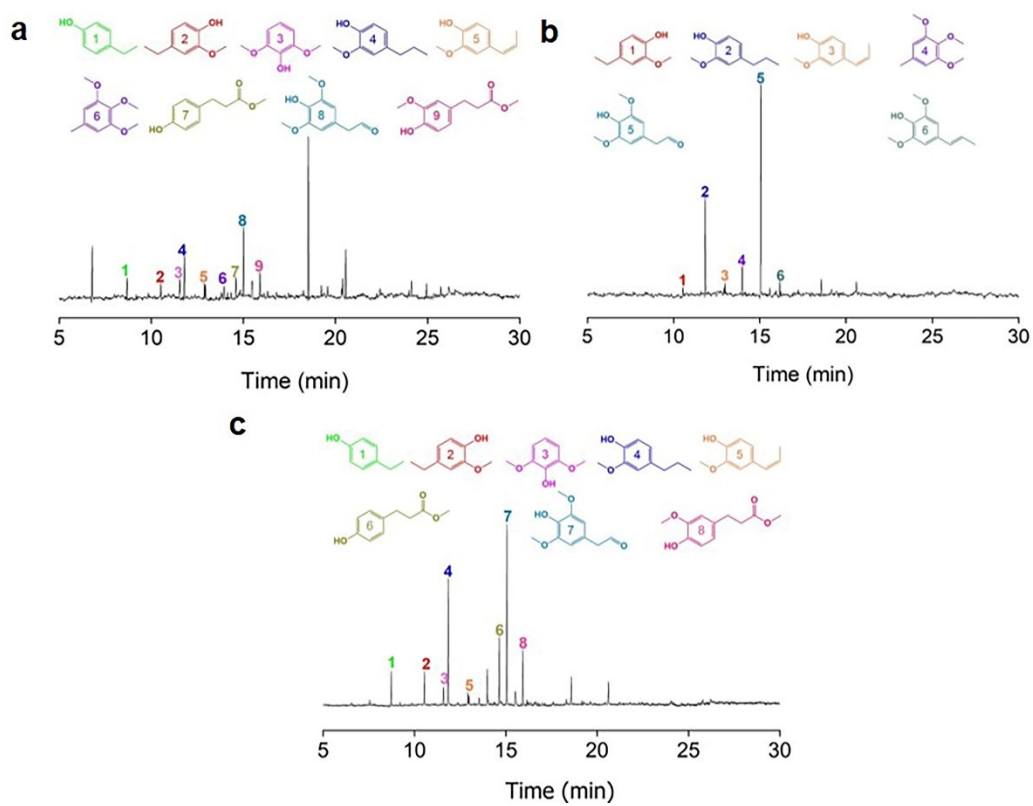 a
HO 1
OH 2 O
O 3 O OH
HO 4 O
HO 5 O
O 6 O O
HO 7 O O
O HO 8 O O
O 9 HO O O
1 2 3 4 5 6 7 8 9
5 10 15 20 25 30
Time (min)
b
1 OH O
HO 2 O
HO 3 O
O 4 O O
O HO 5 O O
O HO 6 O
1 2 3 4 5 6
5 10 15 20 25 30
Time (min)
c
HO 1
OH 2 O
O 3 O OH
HO 4 O
HO 5 O
HO 6 O O
O HO 7 O O
O 8 HO O O
1 2 3 4 5 6 7 8
5 10 15 20 25 30
Time (min)